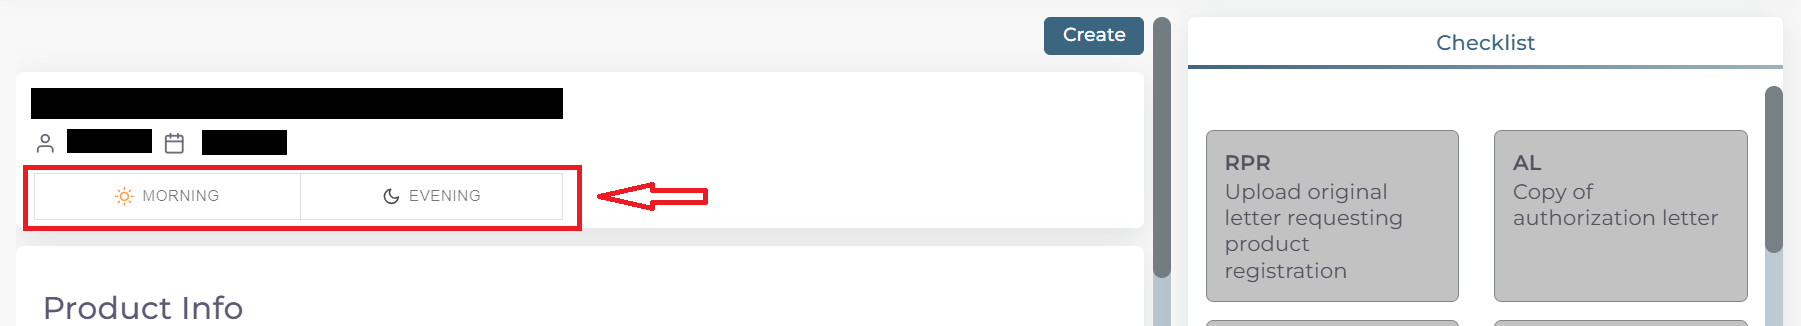 Create
MORNING
EVENING
Product Info
Checklist
RPR
Upload original
letter requesting
product
registration
AL
Copy of
authorization letter